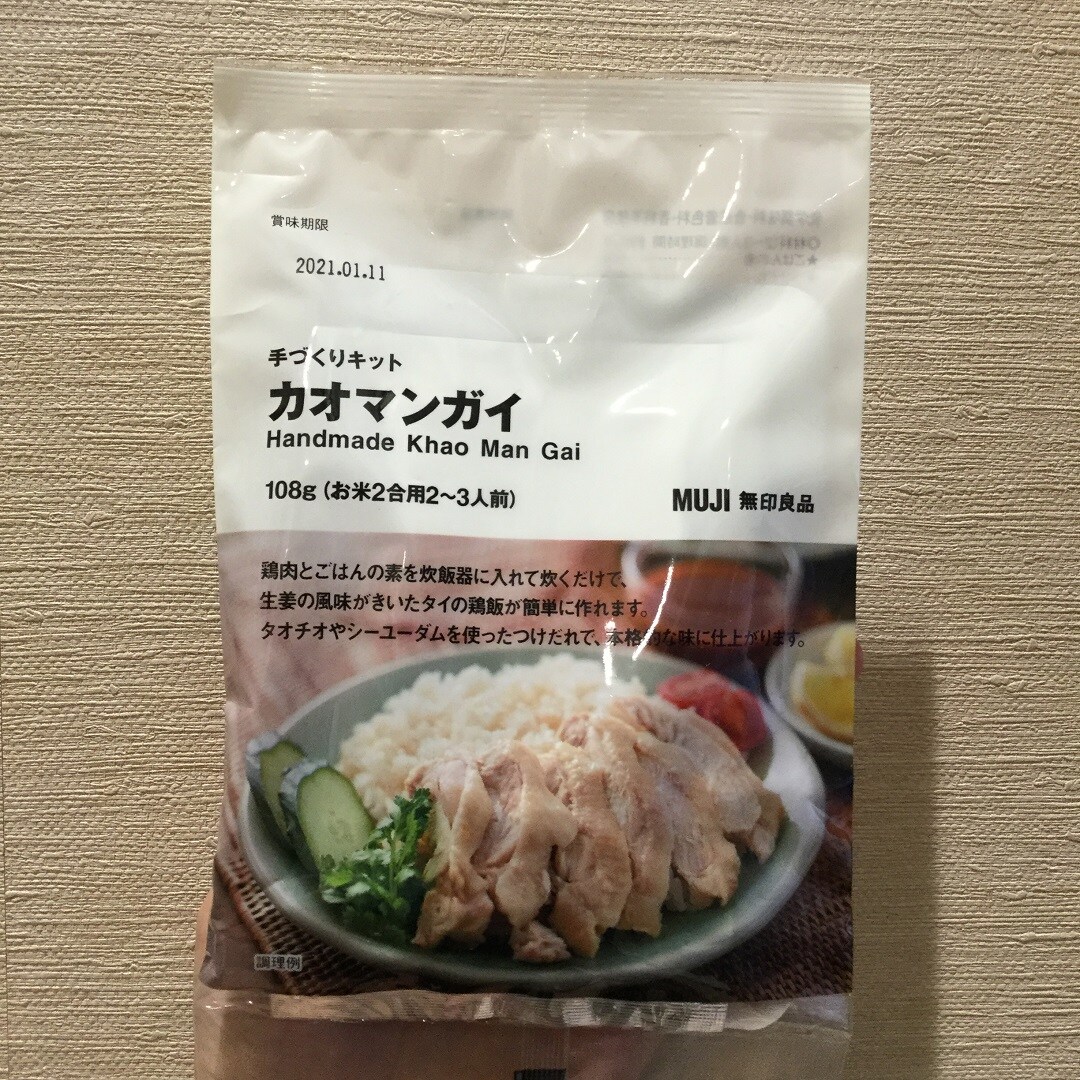 賞味期限
2021.01.11
手づくりキット
カオマンガイ
Handmade Khao Man Gai
108g（お米2合用2〜3人前）
MUJI 無印良品
鶏肉とごはんの素を炊飯器に入れて炊くだけで、
生姜の風味がきいたタイの鶏飯が簡単に作れます。
タオチオやシーユーダムを使ったつけだれで、本格的な味に仕上がります。
調理例